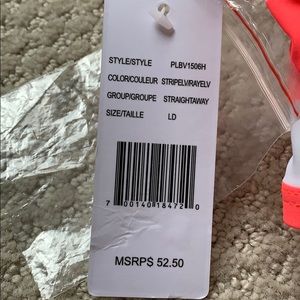 STYLE/STYLE PLBV1506H
COLOR/COULEUR STRIPELV/RAYELV
GROUP/GROUPE STRAIGHTAWAY
SIZE/TAILLE LD
7 00140 18472 0
MSRP$ 52.50